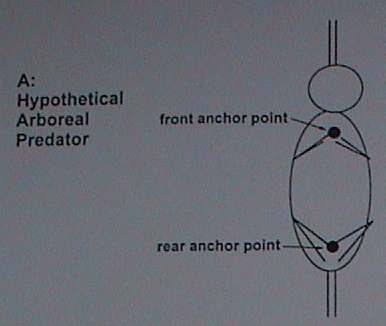 A:
Hypothetical
Arboreal
Predator
front anchor point
rear anchor point